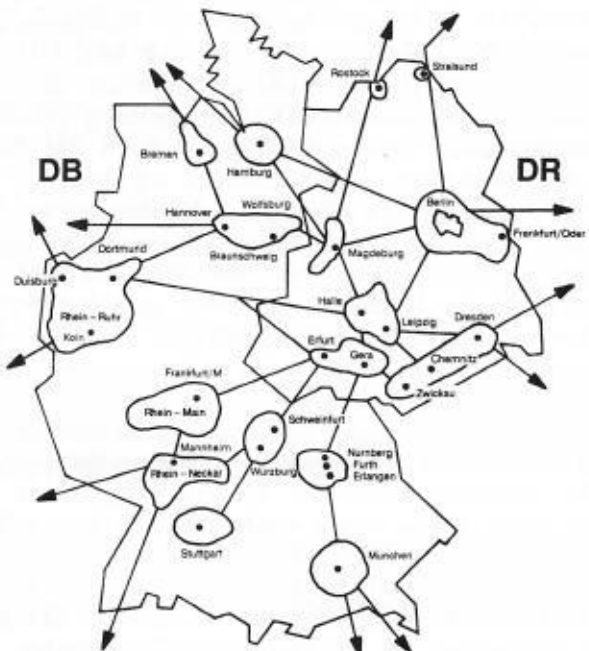 Rostock
Stralsund
DB
Bremen
Hamburg
DR
Wolfsburg
Berlin
Hannover
Braunschweig
Magdeburg
Frenkfurt/Oder
Dortmund
Duisburg
Rhein-Ruhr
Koln
Halle
Leipzig
Dresden
Erfurt
Gera
Chemnitz
Zwickau
Frankfurt/M
Rhein-Main
Schweinfurt
Mannheim
Rhein-Neckar
Wurzburg
Nurnberg
Furth
Erlangen
Stuttgart
Munchen